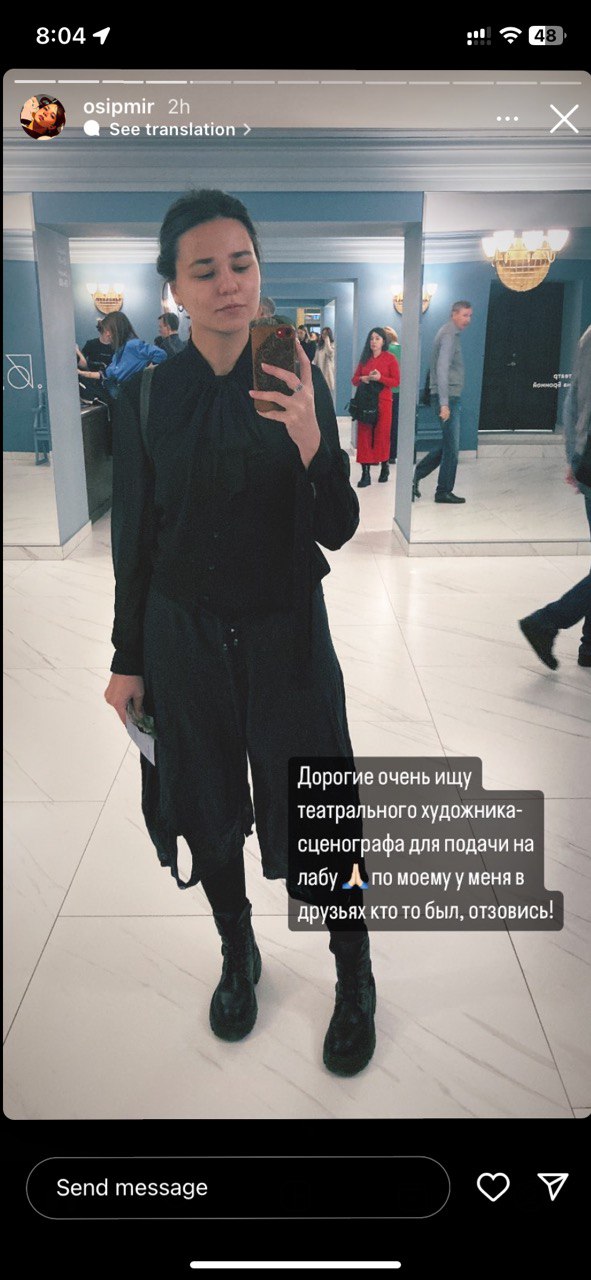 8:04
48
osipmir 2h
See translation
театр
на Бронной
Дорогие очень ищу
театрального художника-
сценографа для подачи на
лабу 🙏🏻 по моему у меня в
друзьях кто то был, отзовись!
Send message